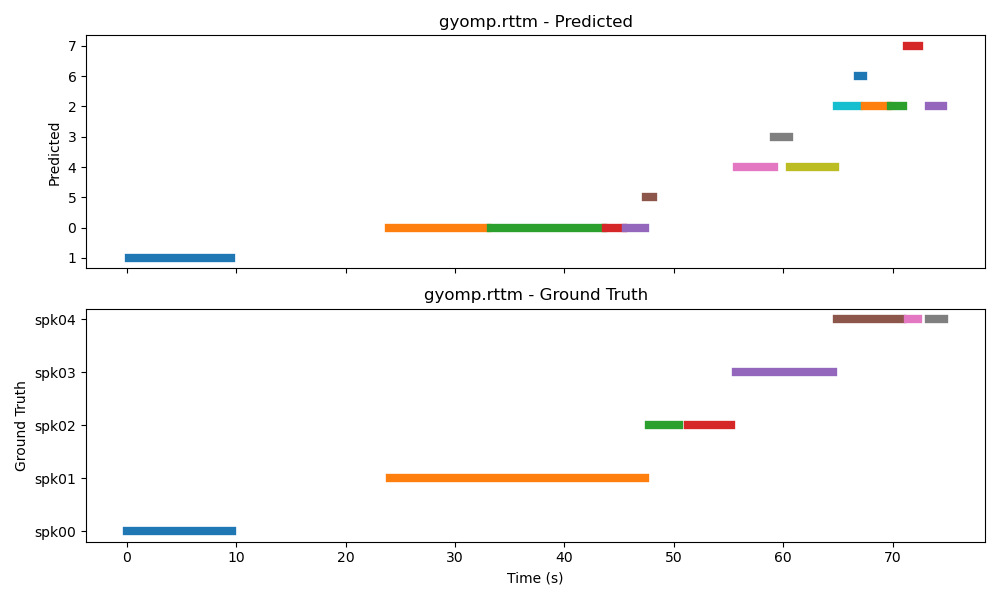 gyomp.rttm - Predicted
7
6
2
3
4
5
0
1
Predicted
gyomp.rttm - Ground Truth
spk04
spk03
spk02
spk01
spk00
Ground Truth
0 10 20 30 40 50 60 70
Time (s)